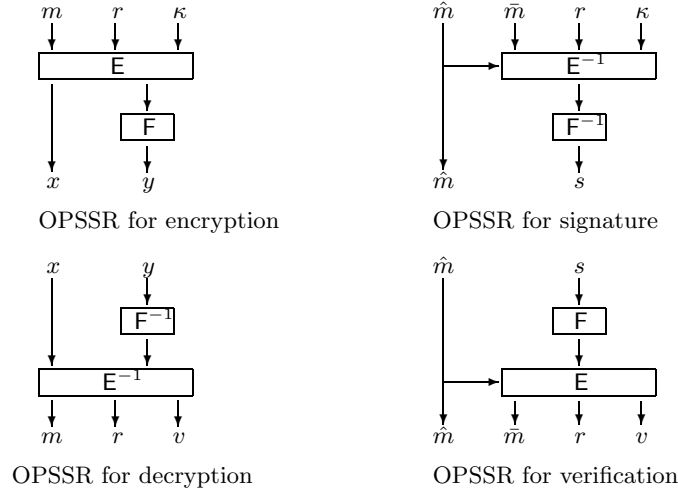 m r κ m̂ m̄ r κ
E E⁻¹
F F⁻¹
x y m̂ s
OPSSR for encryption OPSSR for signature
x y m̂ s
F⁻¹ F
E⁻¹ E
m r v m̂ m̄ r v
OPSSR for decryption OPSSR for verification